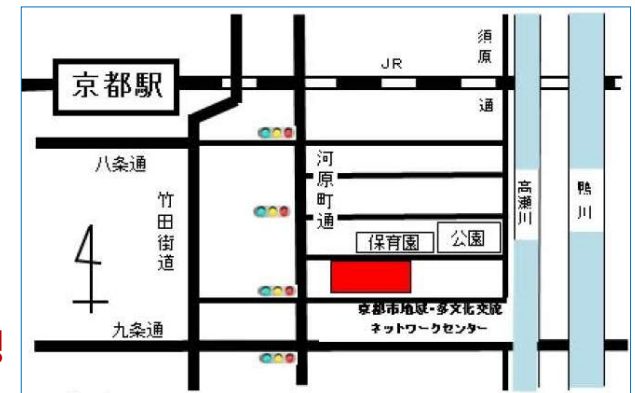 京都駅
JR
須原通
八条通
河原町通
竹田街道
高瀬川
鴨川
保育園
公園
京都市地域・多文化交流
ネットワークセンター
九条通
!